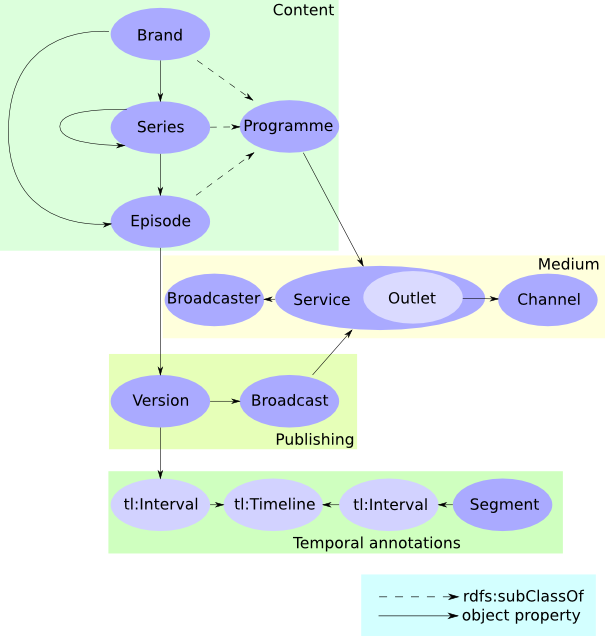 Content
Brand
Series
Programme
Episode
Medium
Broadcaster
Service
Outlet
Channel
Version
Broadcast
Publishing
tl:Interval
tl:Timeline
tl:Interval
Segment
Temporal annotations
rdfs:subClassOf
object property